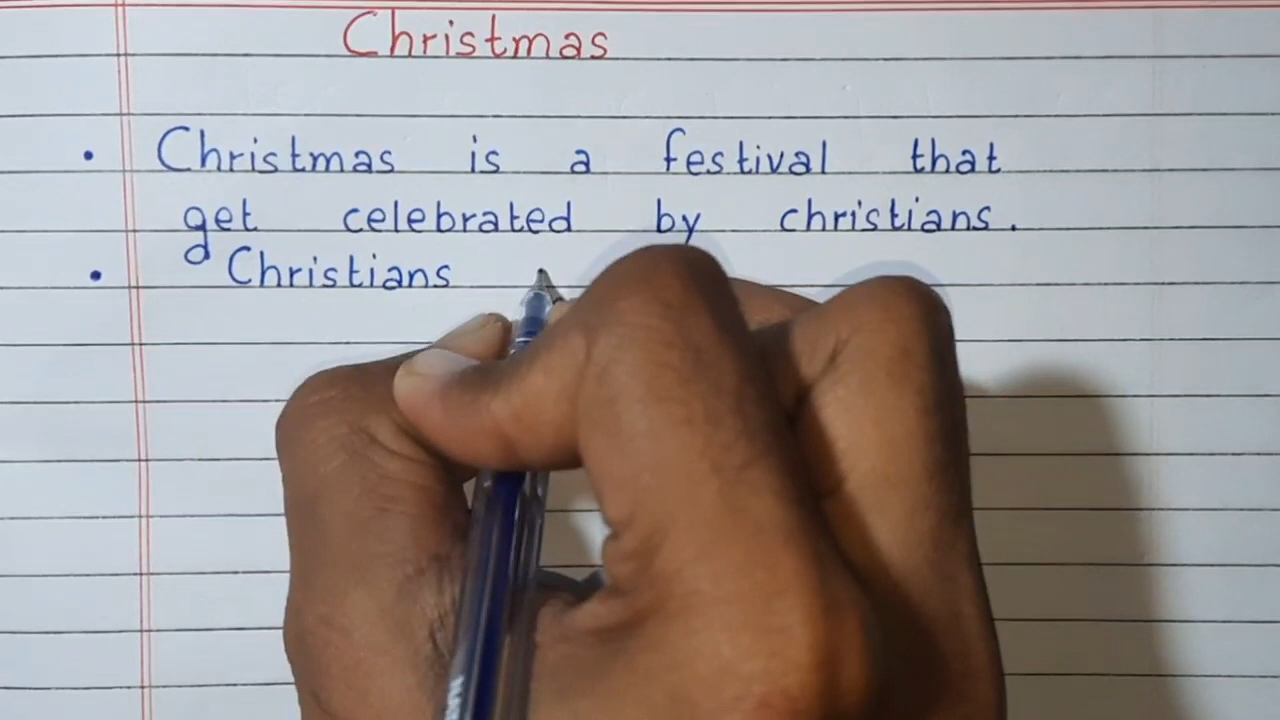 Christmas
• Christmas is a festival that
get celebrated by christians.
• Christians